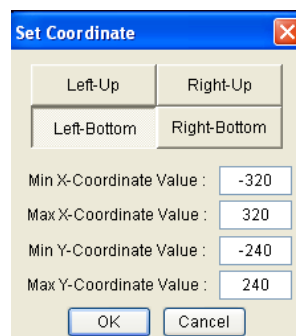 Set Coordinate
Left-Up Right-Up
Left-Bottom Right-Bottom
Min X-Coordinate Value : -320
Max X-Coordinate Value : 320
Min Y-Coordinate Value : -240
Max Y-Coordinate Value : 240
OK Cancel